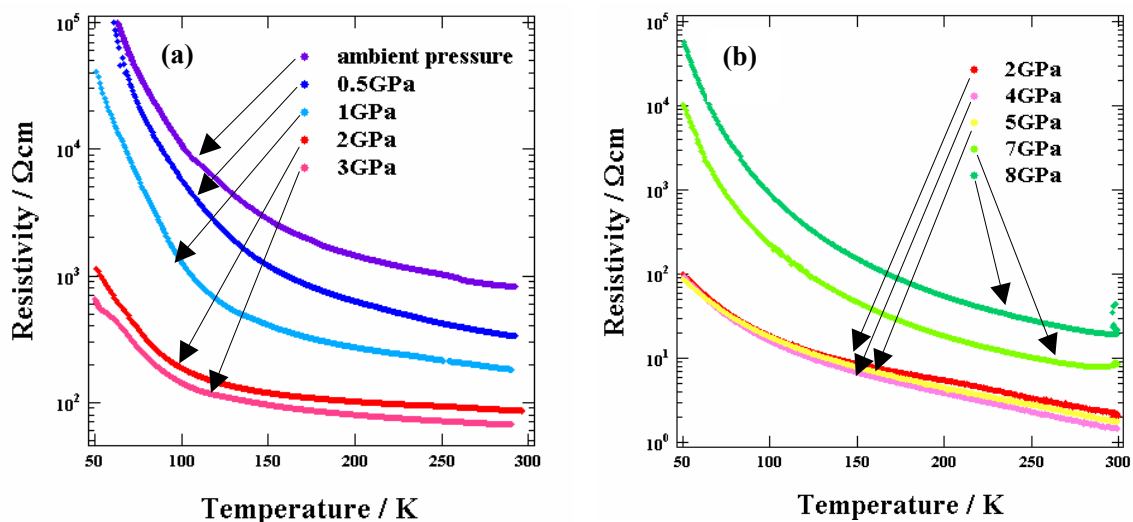 (a)
ambient pressure
0.5GPa
1GPa
2GPa
3GPa
10^5
10^4
10^3
10^2
Resistivity / Ωcm
50 100 150 200 250 300
Temperature / K
(b)
2GPa
4GPa
5GPa
7GPa
8GPa
10^5
10^4
10^3
10^2
10^1
10^0
Resistivity / Ωcm
50 100 150 200 250 300
Temperature / K